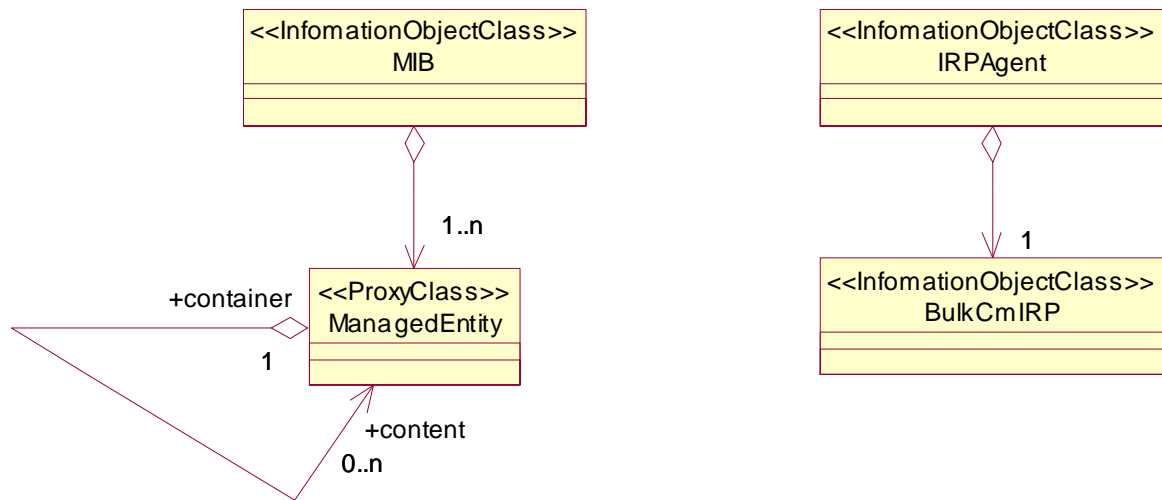 <<InfomationObjectClass>>
MIB
<<InfomationObjectClass>>
IRPAgent
1..n
1
+container
1
<<ProxyClass>>
ManagedEntity
<<InfomationObjectClass>>
BulkCmIRP
+content
0..n